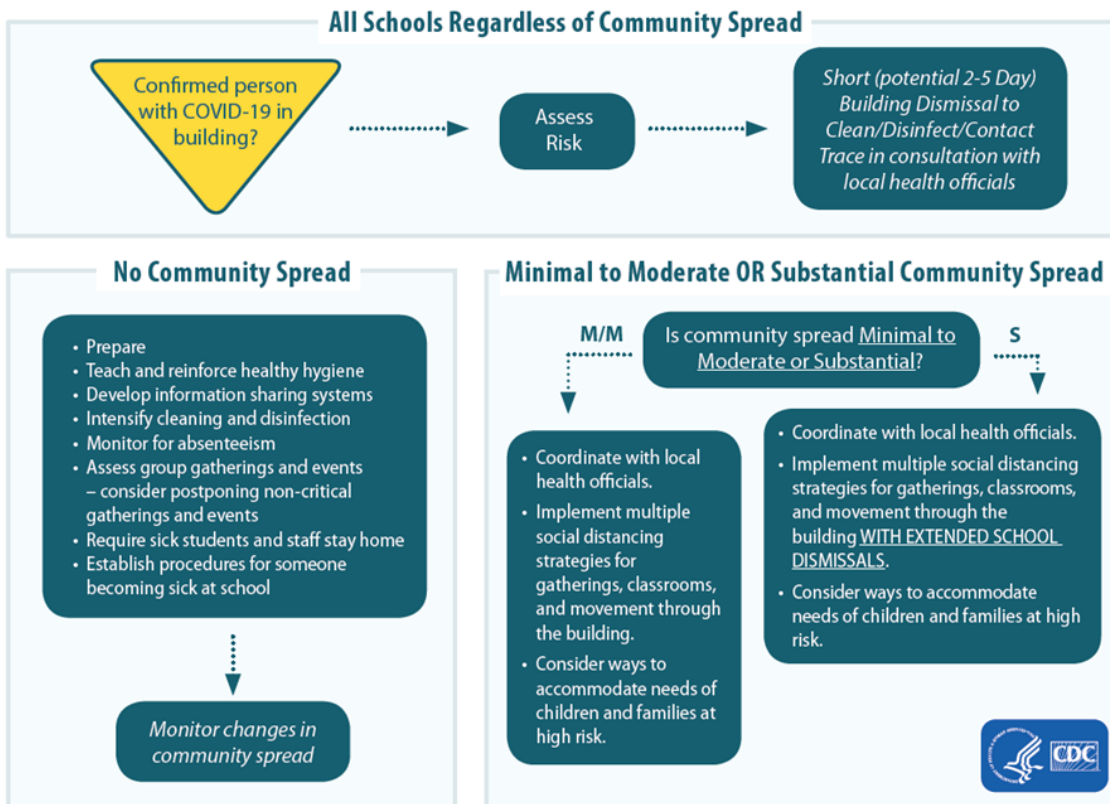 All Schools Regardless of Community Spread
Confirmed person
with COVID-19 in
building?
Assess
Risk
Short (potential 2-5 Day)
Building Dismissal to
Clean/Disinfect/Contact
Trace in consultation with
local health officials
No Community Spread
• Prepare
• Teach and reinforce healthy hygiene
• Develop information sharing systems
• Intensify cleaning and disinfection
• Monitor for absenteeism
• Assess group gatherings and events
– consider postponing non-critical
gatherings and events
• Require sick students and staff stay home
• Establish procedures for someone
becoming sick at school
Monitor changes in
community spread
Minimal to Moderate OR Substantial Community Spread
M/M
Is community spread Minimal to
Moderate or Substantial?
S
• Coordinate with local
health officials.
• Implement multiple
social distancing
strategies for
gatherings, classrooms,
and movement through
the building.
• Consider ways to
accommodate needs of
children and families at
high risk.
• Coordinate with local health officials.
• Implement multiple social distancing
strategies for gatherings, classrooms,
and movement through the
building WITH EXTENDED SCHOOL
DISMISSALS.
• Consider ways to accommodate
needs of children and families at high
risk.
CDC